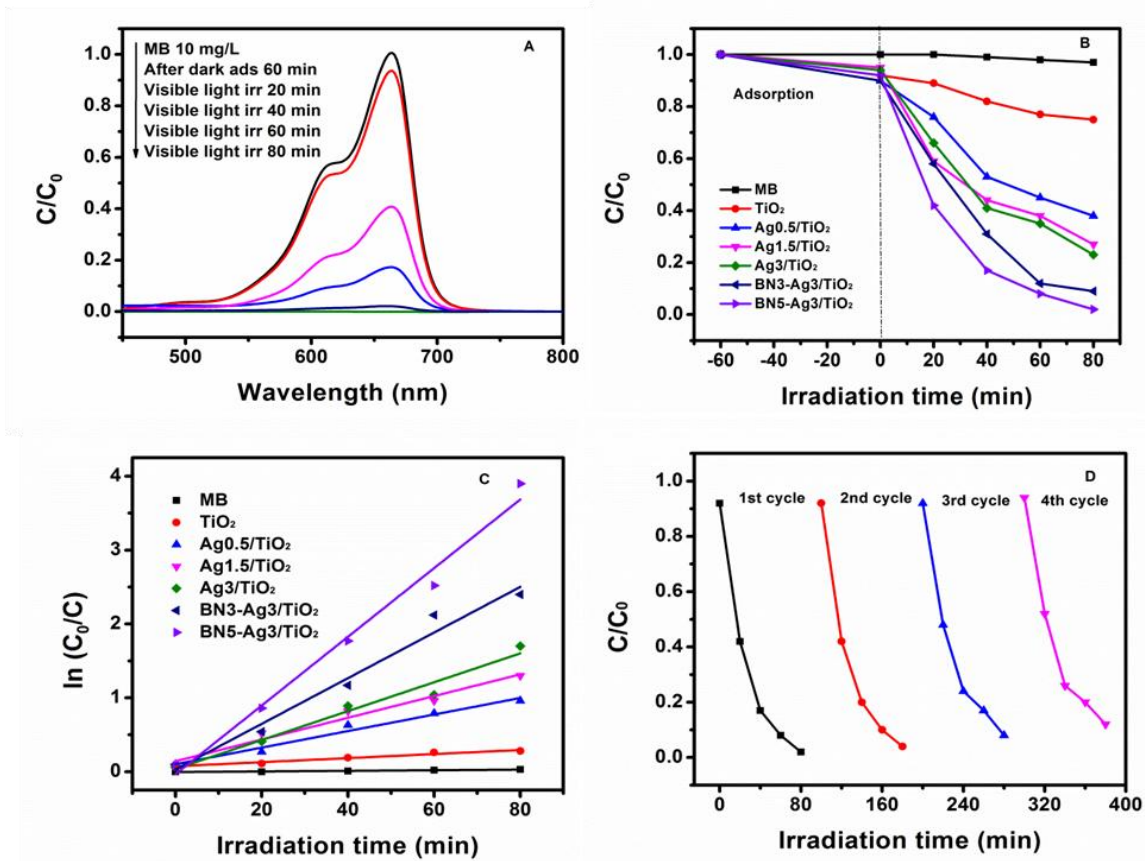 A
MB 10 mg/L
After dark ads 60 min
Visible light irr 20 min
Visible light irr 40 min
Visible light irr 60 min
Visible light irr 80 min
C/C₀
1.0
0.8
0.6
0.4
0.2
0.0
500 600 700 800
Wavelength (nm)
B
Adsorption
MB
TiO₂
Ag0.5/TiO₂
Ag1.5/TiO₂
Ag3/TiO₂
BN3-Ag3/TiO₂
BN5-Ag3/TiO₂
C/C₀
1.0
0.8
0.6
0.4
0.2
0.0
-60 -40 -20 0 20 40 60 80
Irradiation time (min)
C
MB
TiO₂
Ag0.5/TiO₂
Ag1.5/TiO₂
Ag3/TiO₂
BN3-Ag3/TiO₂
BN5-Ag3/TiO₂
ln (C₀/C)
4
3
2
1
0
0 20 40 60 80
Irradiation time (min)
D
1st cycle 2nd cycle 3rd cycle 4th cycle
C/C₀
1.0
0.8
0.6
0.4
0.2
0.0
0 80 160 240 320 400
Irradiation time (min)